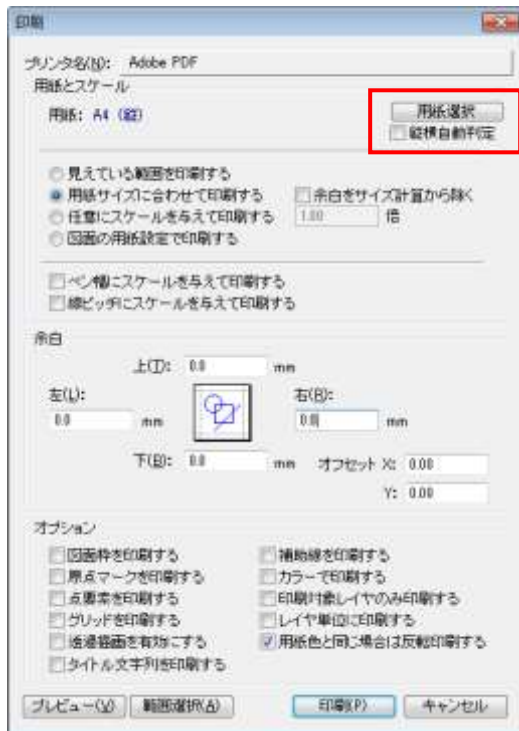 印刷
プリンタ名(N): Adobe PDF
用紙とスケール
用紙: A4 (縦)
用紙選択
縦横自動判定
見えている範囲を印刷する
用紙サイズに合わせて印刷する 余白をサイズ計算から除く
任意にスケールを与えて印刷する 1.00 倍
図面の用紙設定で印刷する
ペン幅にスケールを与えて印刷する
線ピッチにスケールを与えて印刷する
余白
上(T): 0.0 mm
左(L): 右(R):
0.0 mm 0.0 mm
下(B): 0.0 mm オフセット X: 0.00
Y: 0.00
オプション
図面枠を印刷する 補助線を印刷する
原点マークを印刷する カラーで印刷する
点要素を印刷する 印刷対象レイヤのみ印刷する
グリッドを印刷する レイヤ単位に印刷する
透過描画を有効にする 用紙色と同じ場合は反転印刷する
タイトル文字列を印刷する
プレビュー(V) 範囲選択(A) 印刷(P) キャンセル